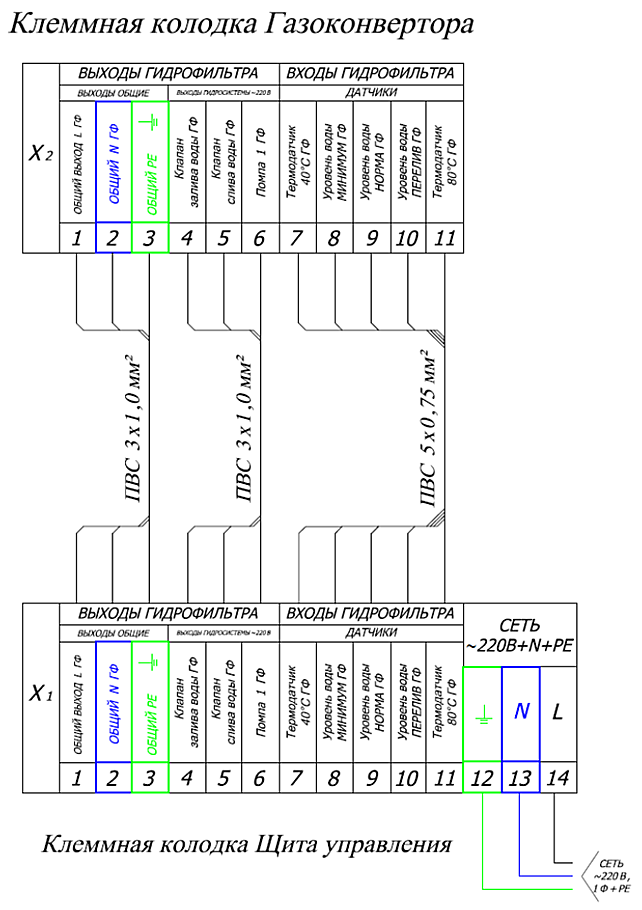 Клеммная колодка Газоконвертора
X2
ВЫХОДЫ ГИДРОФИЛЬТРА
ВХОДЫ ГИДРОФИЛЬТРА
ВЫХОДЫ ОБЩИЕ
ВЫХОДЫ ГИДРОСИСТЕМЫ ~220 В
ДАТЧИКИ
ОБЩИЙ ВЫХОД L ГФ
ОБЩИЙ N ГФ
ОБЩИЙ PE
Клапан
залива воды ГФ
Клапан
слива воды ГФ
Помпа 1 ГФ
Термодатчик
40°С ГФ
Уровень воды
МИНИМУМ ГФ
Уровень воды
НОРМА ГФ
Уровень воды
ПЕРЕЛИВ ГФ
Термодатчик
80°С ГФ
1 2 3 4 5 6 7 8 9 10 11
ПВС 3 х 1,0 мм²
ПВС 3 х 1,0 мм²
ПВС 5 х 0,75 мм²
X1
ВЫХОДЫ ГИДРОФИЛЬТРА
ВХОДЫ ГИДРОФИЛЬТРА
СЕТЬ
~220В+N+PE
ВЫХОДЫ ОБЩИЕ
ВЫХОДЫ ГИДРОСИСТЕМЫ ~220 В
ДАТЧИКИ
ОБЩИЙ ВЫХОД L ГФ
ОБЩИЙ N ГФ
ОБЩИЙ PE
Клапан
залива воды ГФ
Клапан
слива воды ГФ
Помпа 1 ГФ
Термодатчик
40°С ГФ
Уровень воды
МИНИМУМ ГФ
Уровень воды
НОРМА ГФ
Уровень воды
ПЕРЕЛИВ ГФ
Термодатчик
80°С ГФ
N
L
1 2 3 4 5 6 7 8 9 10 11 12 13 14
Клеммная колодка Щита управления
СЕТЬ
~220 В,
1 Ф + PE